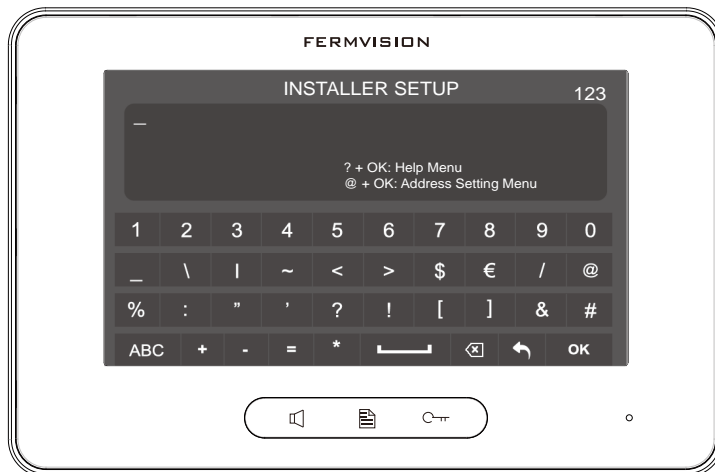 FERMVISION
INSTALLER SETUP 123
_
? + OK: Help Menu
@ + OK: Address Setting Menu
1 2 3 4 5 6 7 8 9 0
_ \ | ~ < > $ € / @
% : ” ’ ? ! [ ] & #
ABC + - = * OK